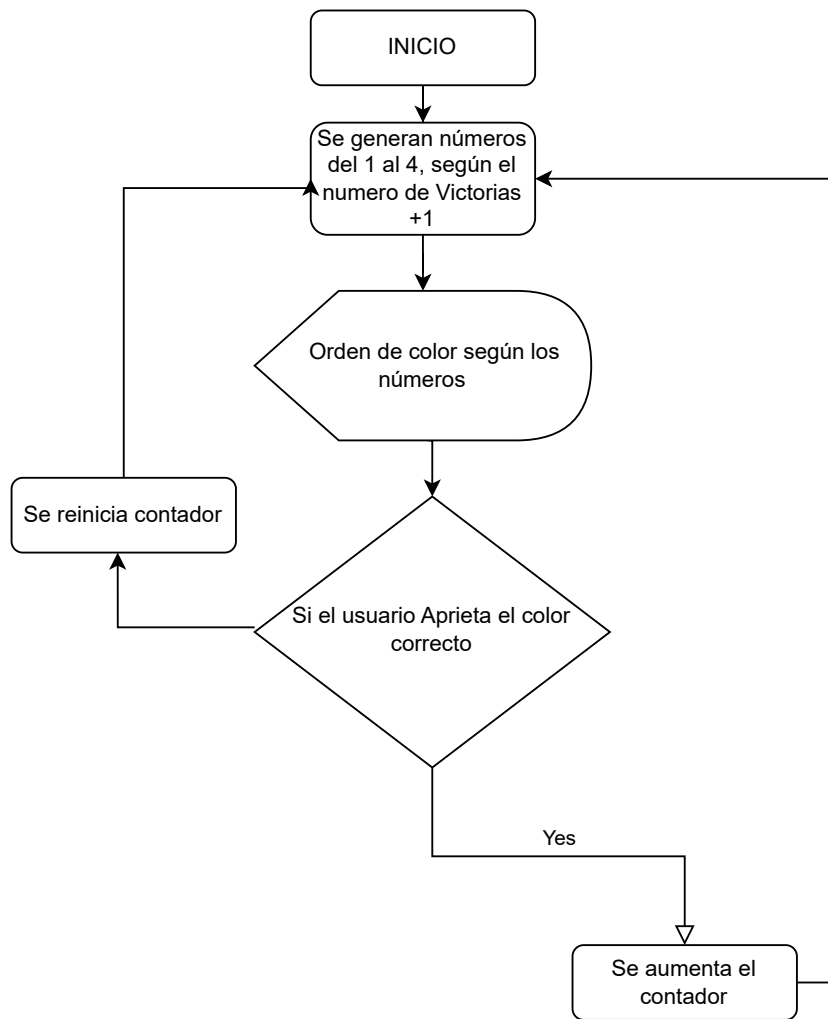 INICIO
Se generan números
del 1 al 4, según el
numero de Victorias
+1
Orden de color según los
números
Se reinicia contador
Si el usuario Aprieta el color
correcto
Yes
Se aumenta el
contador